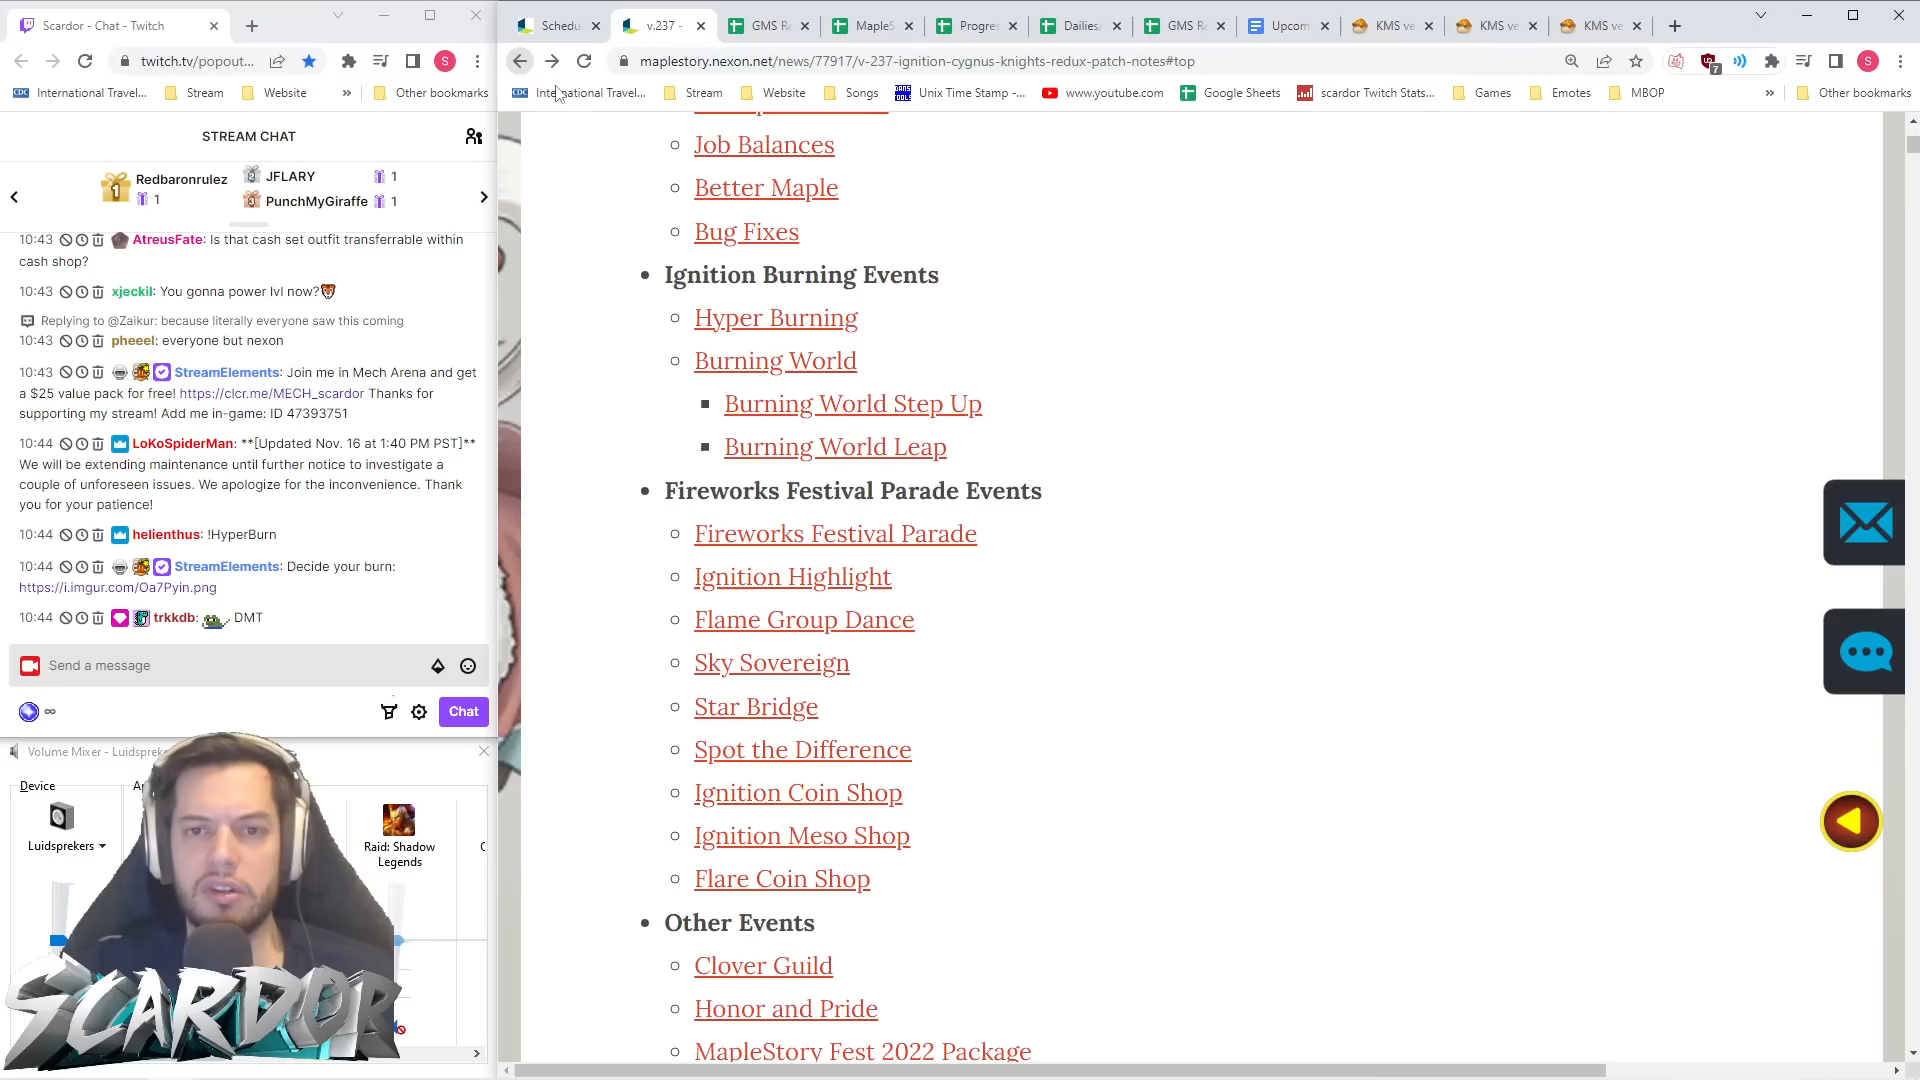 Scardor - Chat - Twitch
Schedu
v.237 -
GMS Re
MapleS
Progres
Dailies/
GMS Re
Upcom
KMS ve
KMS ve
KMS ve
twitch.tv/popout...
S
maplestory.nexon.net/news/77917/v-237-ignition-cygnus-knights-redux-patch-notes#top
7
S
CDC International Travel...
Stream
Website
»
Other bookmarks
CDC International Travel...
Stream
Website
Songs
Unix Time Stamp -...
www.youtube.com
Google Sheets
scardor Twitch Stats...
Games
Emotes
MBOP
»
Other bookmarks
STREAM CHAT
1
Redbaronrulez
1
2
JFLARY
1
3
PunchMyGiraffe
1
10:43 AtreusFate: Is that cash set outfit transferrable within
cash shop?
10:43 xjeckil: You gonna power lvl now?
Replying to @Zaikur: because literally everyone saw this coming
10:43 pheeel: everyone but nexon
10:43 StreamElements: Join me in Mech Arena and get
a $25 value pack for free! https://clcr.me/MECH_scardor Thanks for
supporting my stream! Add me in-game: ID 47393751
10:44 LoKoSpiderMan: **[Updated Nov. 16 at 1:40 PM PST]**
We will be extending maintenance until further notice to investigate a
couple of unforeseen issues. We apologize for the inconvenience. Thank
you for your patience!
10:44 helienthus: !HyperBurn
10:44 StreamElements: Decide your burn:
https://i.imgur.com/Oa7Pyin.png
10:44 trkkdb: DMT
Send a message
∞
Chat
Volume Mixer - Luidspreke
Device
Luidsprekers
Raid: Shadow
Legends
SCARDOR
Job Balances
Better Maple
Bug Fixes
Ignition Burning Events
Hyper Burning
Burning World
Burning World Step Up
Burning World Leap
Fireworks Festival Parade Events
Fireworks Festival Parade
Ignition Highlight
Flame Group Dance
Sky Sovereign
Star Bridge
Spot the Difference
Ignition Coin Shop
Ignition Meso Shop
Flare Coin Shop
Other Events
Clover Guild
Honor and Pride
MapleStory Fest 2022 Package